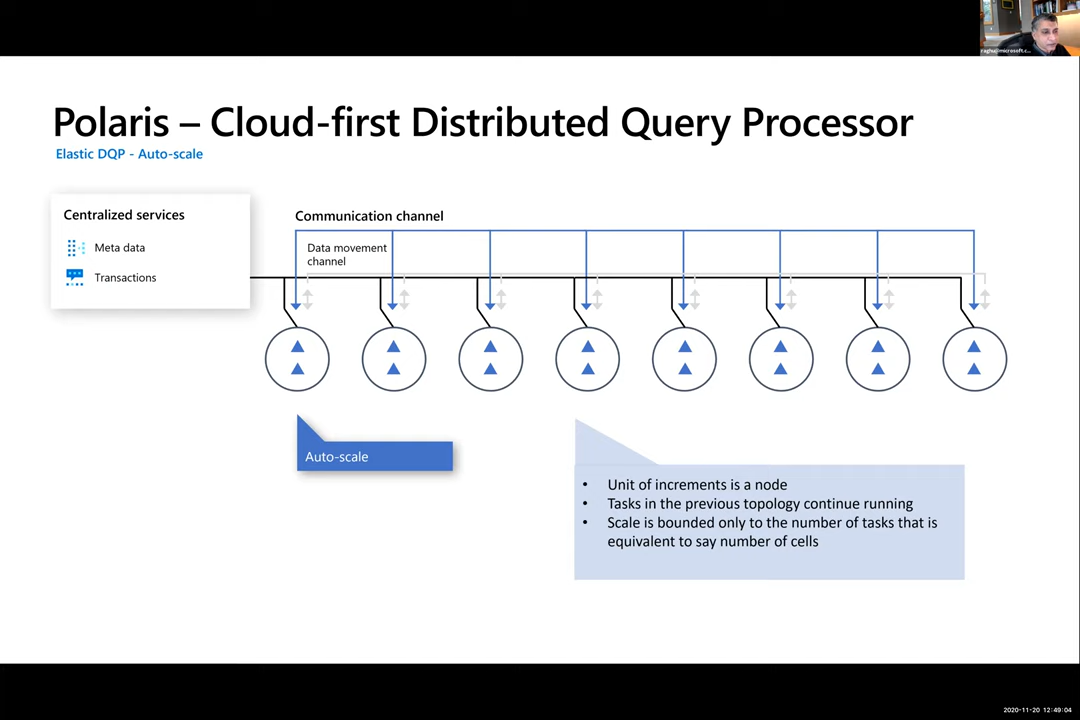 raghu@microsoft.c...
Polaris – Cloud-first Distributed Query Processor
Elastic DQP - Auto-scale
Centralized services
Meta data
Transactions
Communication channel
Data movement
channel
Auto-scale
• Unit of increments is a node
• Tasks in the previous topology continue running
• Scale is bounded only to the number of tasks that is
equivalent to say number of cells
2020-11-20 12:49:04